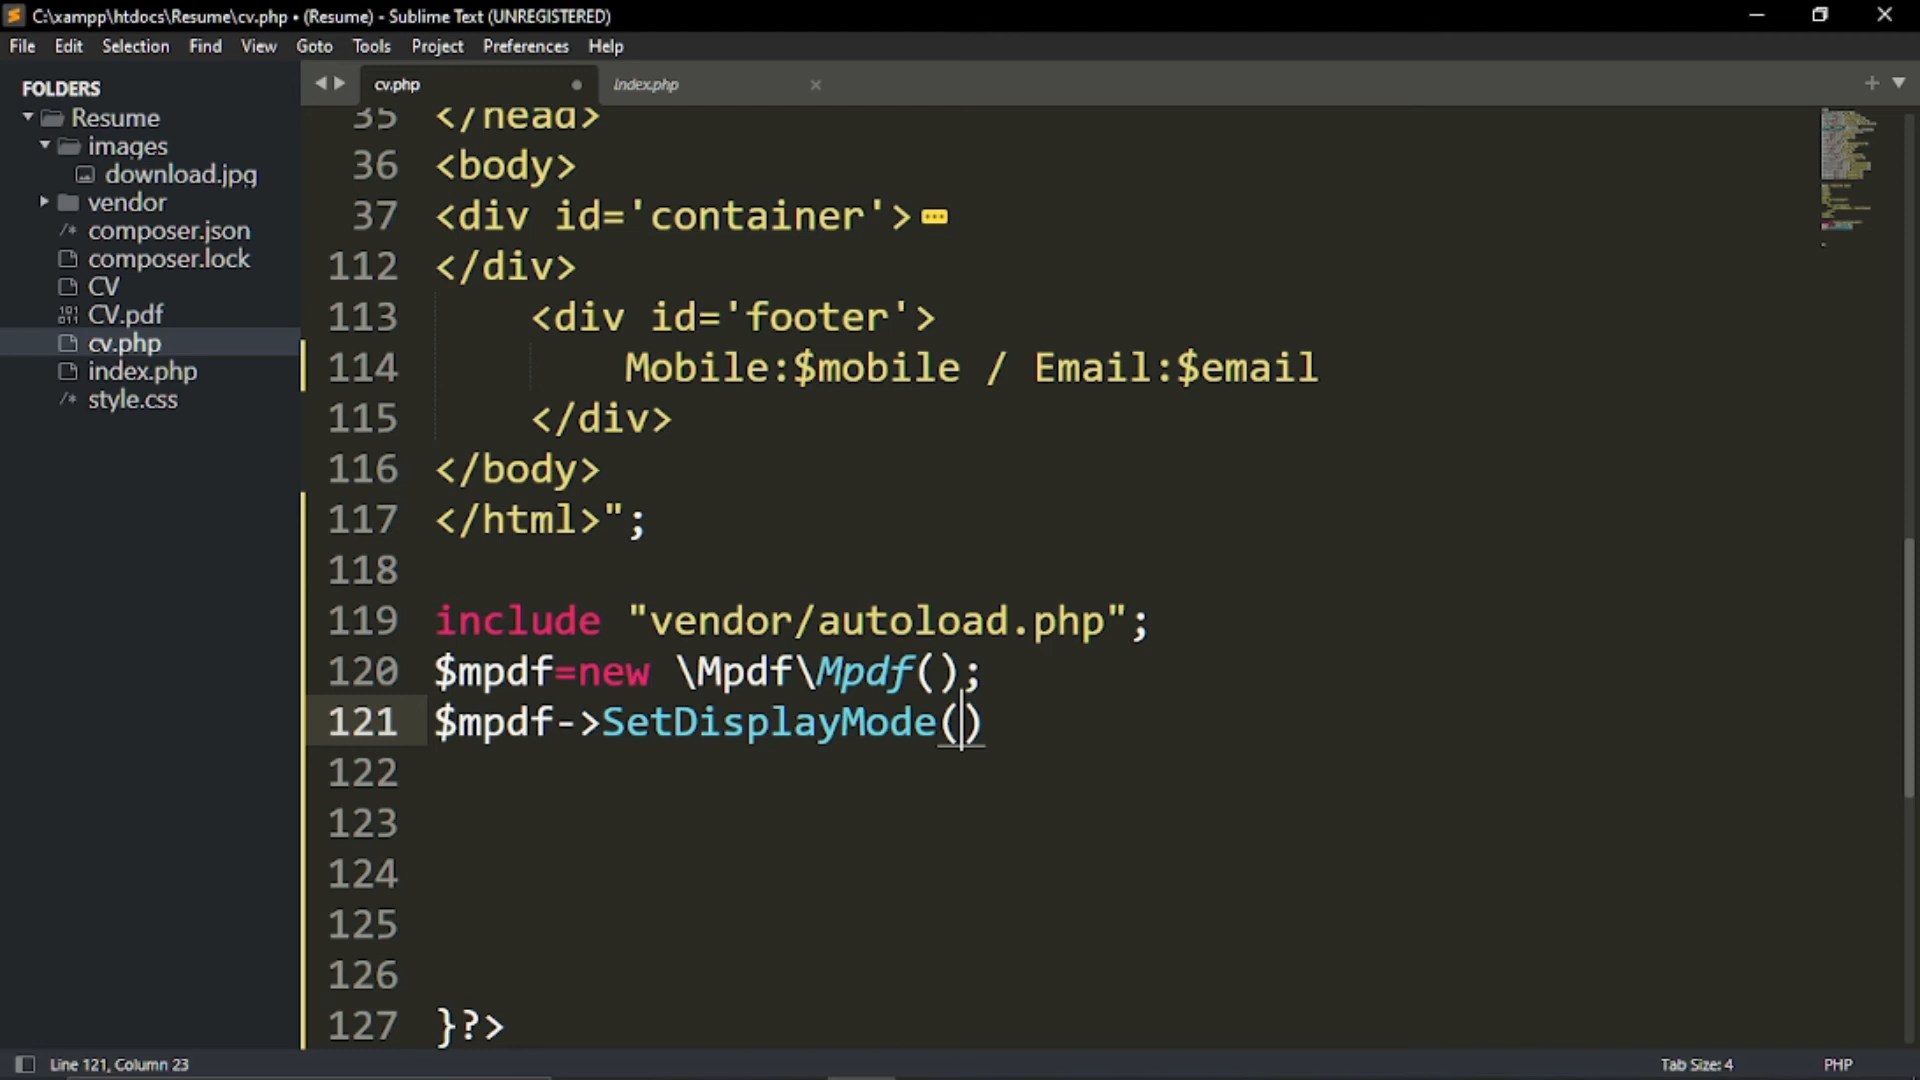 C:\xampp\htdocs\Resume\cv.php • (Resume) - Sublime Text (UNREGISTERED)
File Edit Selection Find View Goto Tools Project Preferences Help
FOLDERS
Resume
images
download.jpg
vendor
composer.json
composer.lock
CV
CV.pdf
cv.php
index.php
style.css
cv.php index.php
35 </head>
36 <body>
37 <div id='container'>
112 </div>
113 <div id='footer'>
114 Mobile:$mobile / Email:$email
115 </div>
116 </body>
117 </html>";
118
119 include "vendor/autoload.php";
120 $mpdf=new \Mpdf\Mpdf();
121 $mpdf->SetDisplayMode()
122
123
124
125
126
127 }?>
Line 121, Column 23 Tab Size: 4 PHP